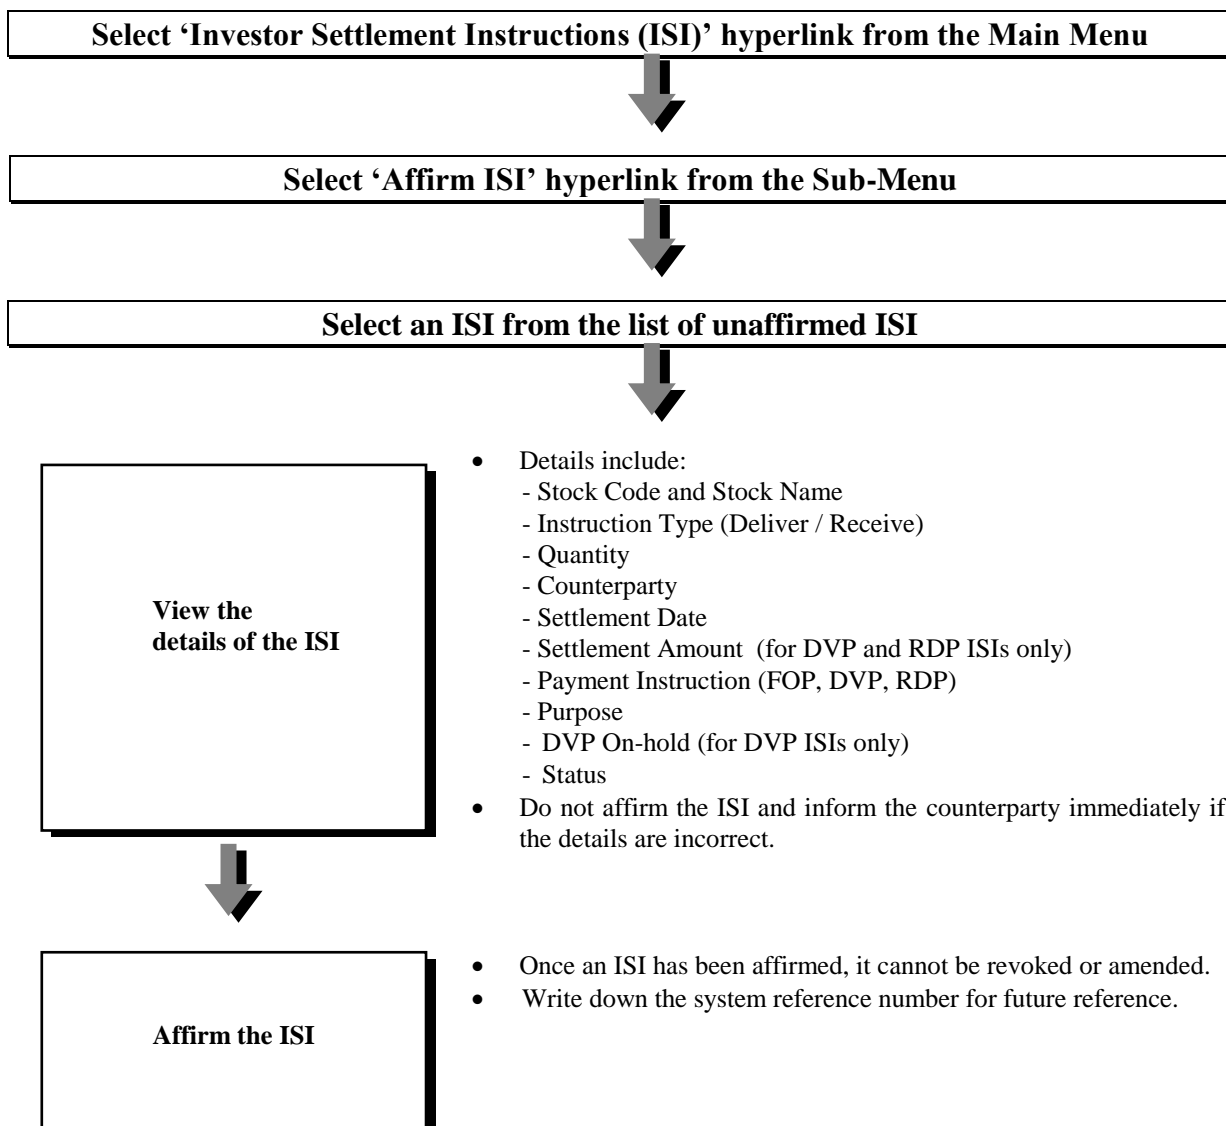 Select ‘Investor Settlement Instructions (ISI)’ hyperlink from the Main Menu
Select ‘Affirm ISI’ hyperlink from the Sub-Menu
Select an ISI from the list of unaffirmed ISI
View the
details of the ISI
• Details include:
- Stock Code and Stock Name
- Instruction Type (Deliver / Receive)
- Quantity
- Counterparty
- Settlement Date
- Settlement Amount (for DVP and RDP ISIs only)
- Payment Instruction (FOP, DVP, RDP)
- Purpose
- DVP On-hold (for DVP ISIs only)
- Status
• Do not affirm the ISI and inform the counterparty immediately if
the details are incorrect.
Affirm the ISI
• Once an ISI has been affirmed, it cannot be revoked or amended.
• Write down the system reference number for future reference.